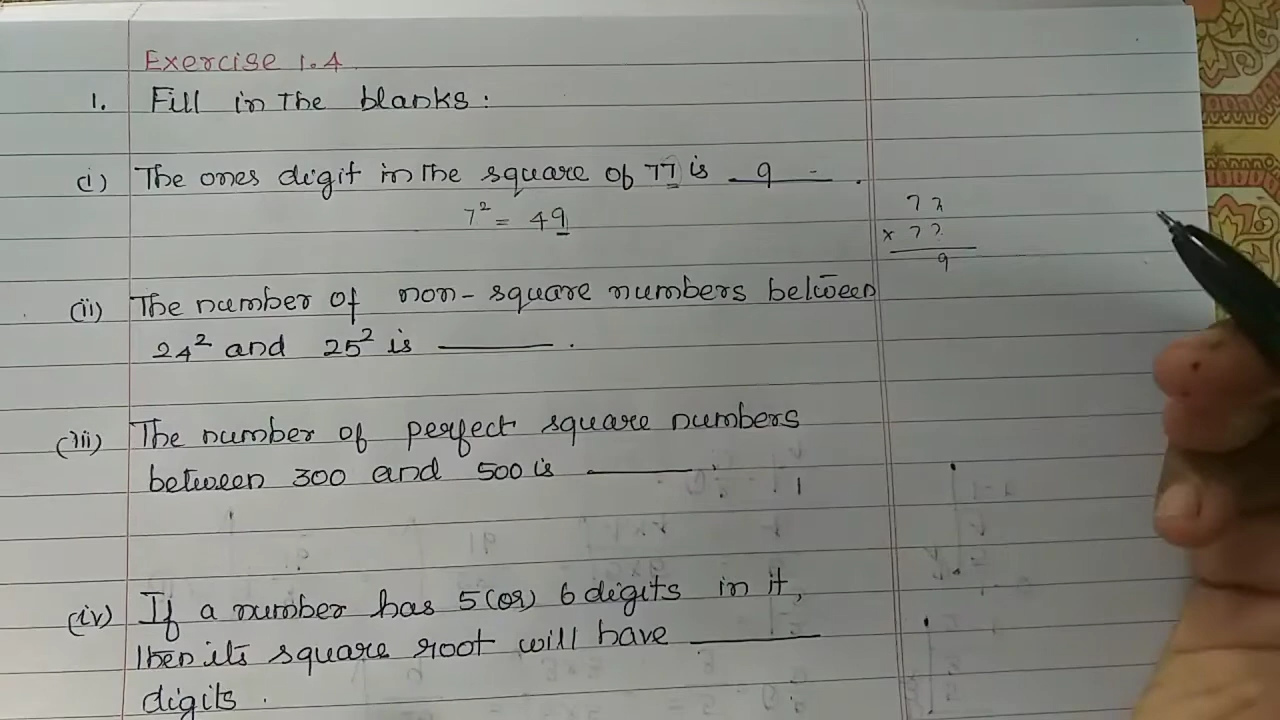 Exercise 1.4
1. Fill in the blanks:
(i) The ones digit in the square of 77 is 9.
7² = 49
77
x 77
9
(ii) The number of non-square numbers between
24² and 25² is ______.
(iii) The number of perfect square numbers
between 300 and 500 is ______.
(iv) If a number has 5 (or) 6 digits in it,
then its square root will have ______
digits.